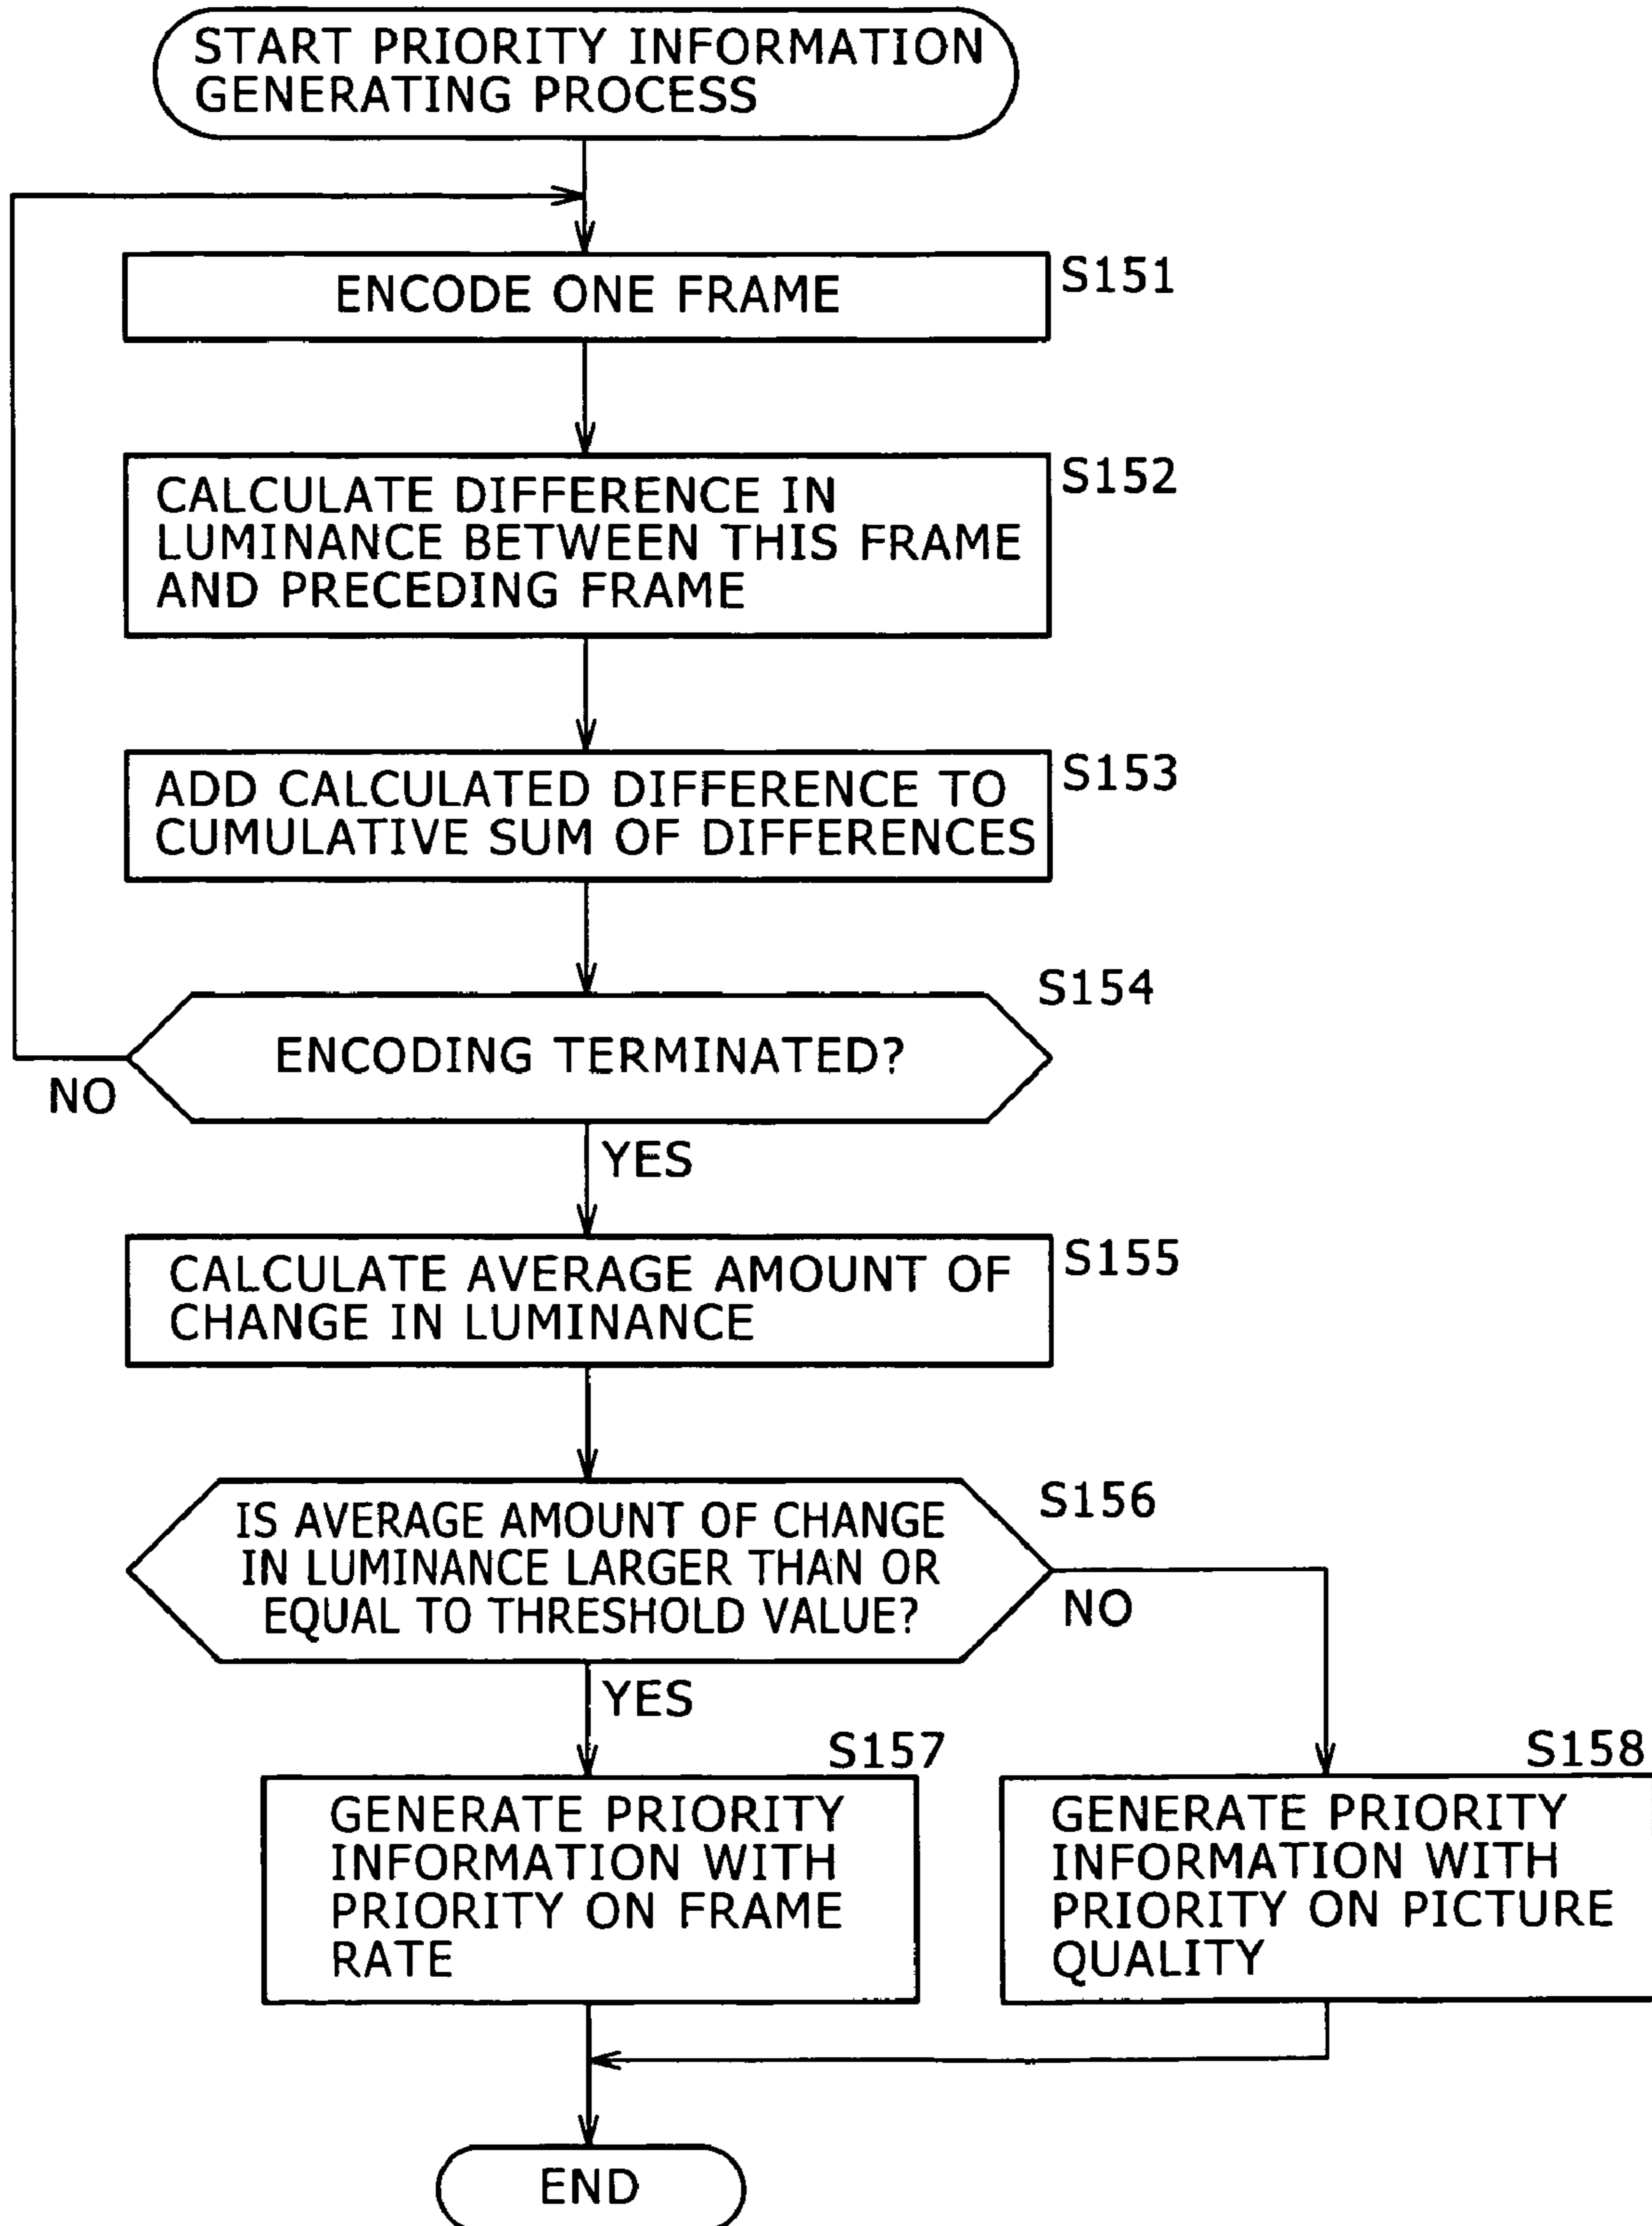 START PRIORITY INFORMATION
GENERATING PROCESS
ENCODE ONE FRAME
S151
CALCULATE DIFFERENCE IN
LUMINANCE BETWEEN THIS FRAME
AND PRECEDING FRAME
S152
ADD CALCULATED DIFFERENCE TO
CUMULATIVE SUM OF DIFFERENCES
S153
S154
ENCODING TERMINATED?
NO
YES
CALCULATE AVERAGE AMOUNT OF
CHANGE IN LUMINANCE
S155
S156
IS AVERAGE AMOUNT OF CHANGE
IN LUMINANCE LARGER THAN OR
EQUAL TO THRESHOLD VALUE?
NO
YES
S157
GENERATE PRIORITY
INFORMATION WITH
PRIORITY ON FRAME
RATE
S158
GENERATE PRIORITY
INFORMATION WITH
PRIORITY ON PICTURE
QUALITY
END